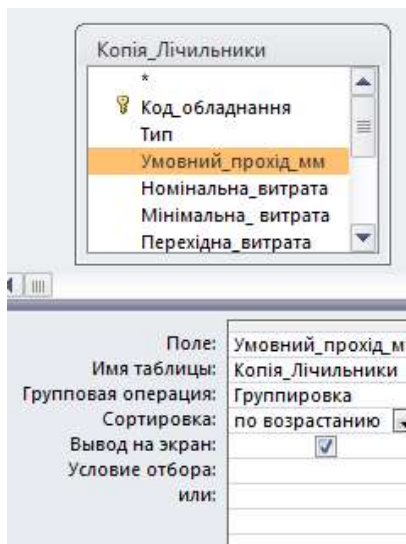 Копія_Лічильники
*
Код_обладнання
Тип
Умовний_прохід_мм
Номінальна_витрата
Мінімальна_ витрата
Перехідна_витрата
Поле: Умовний_прохід_м
Имя таблицы: Копія_Лічильники
Групповая операция: Группировка
Сортировка: по возрастанию
Вывод на экран:
Условие отбора:
или: